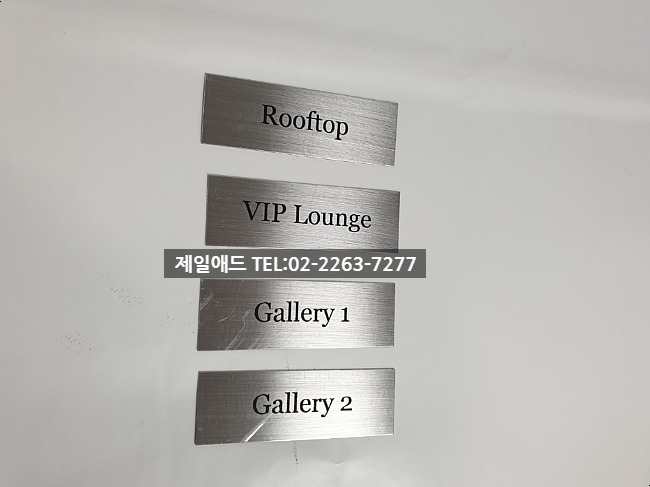 Rooftop
VIP Lounge
제일애드 TEL:02-2263-7277
Gallery 1
Gallery 2